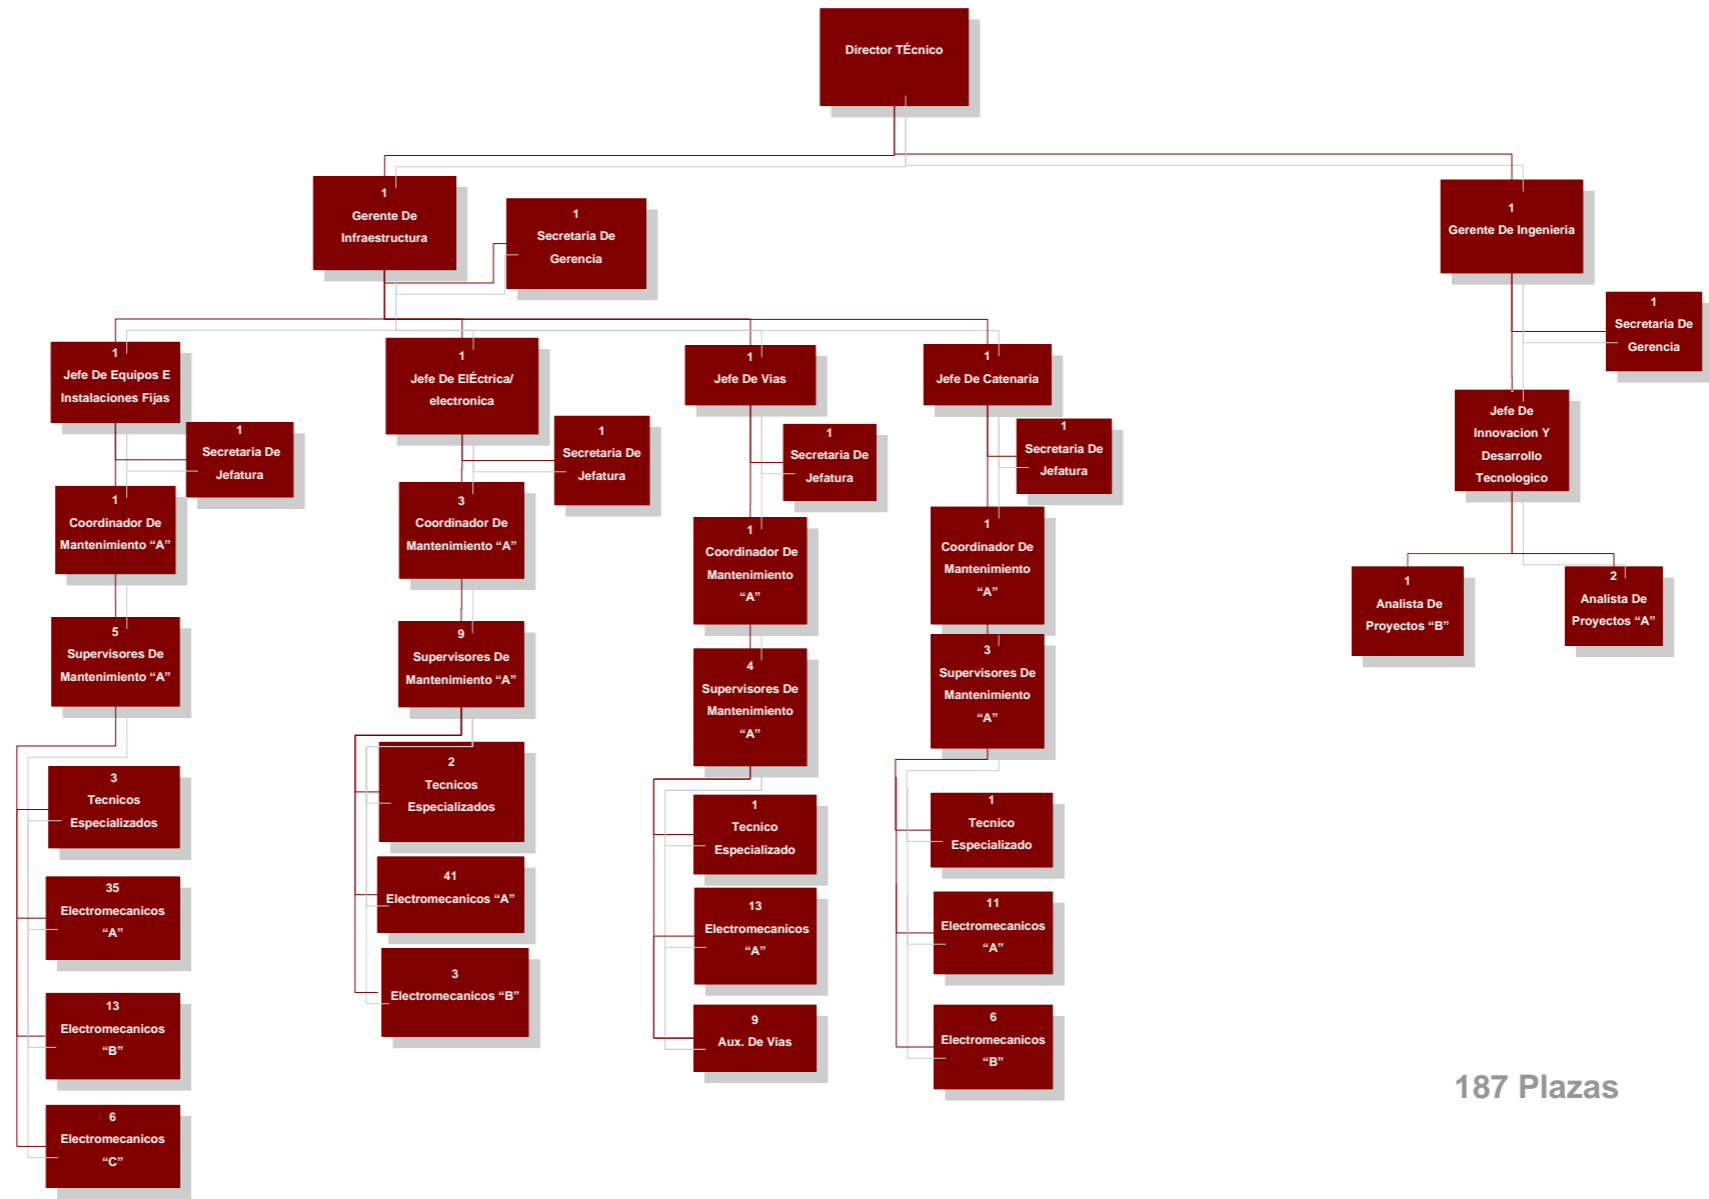 Director TÉcnico
1
Gerente De
Infraestructura
1
Secretaria De
Gerencia
1
Gerente De Ingenieria
1
Secretaria De
Gerencia
1
Jefe De Equipos E
Instalaciones Fijas
1
Secretaria De
Jefatura
1
Coordinador De
Mantenimiento “A”
5
Supervisores De
Mantenimiento “A”
3
Tecnicos
Especializados
35
Electromecanicos
“A”
13
Electromecanicos
“B”
6
Electromecanicos
“C”
1
Jefe De ElÉctrica/
electronica
1
Secretaria De
Jefatura
3
Coordinador De
Mantenimiento “A”
9
Supervisores De
Mantenimiento “A”
2
Tecnicos
Especializados
41
Electromecanicos “A”
3
Electromecanicos “B”
1
Jefe De Vias
1
Secretaria De
Jefatura
1
Coordinador De
Mantenimiento
“A”
4
Supervisores De
Mantenimiento
“A”
1
Tecnico
Especializado
13
Electromecanicos
“A”
9
Aux. De Vias
1
Jefe De Catenaria
1
Secretaria De
Jefatura
1
Coordinador De
Mantenimiento
“A”
3
Supervisores De
Mantenimiento
“A”
1
Tecnico
Especializado
11
Electromecanicos
“A”
6
Electromecanicos
“B”
Jefe De
Innovacion Y
Desarrollo
Tecnologico
1
Analista De
Proyectos “B”
2
Analista De
Proyectos “A”
187 Plazas